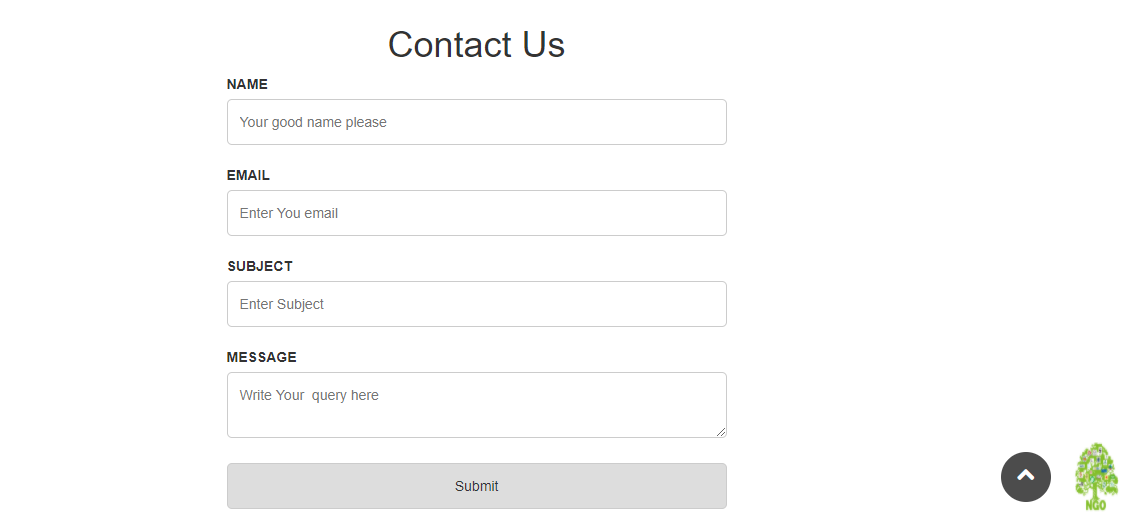 Contact Us
NAME
Your good name please
EMAIL
Enter You email
SUBJECT
Enter Subject
MESSAGE
Write Your  query here
Submit
NGO